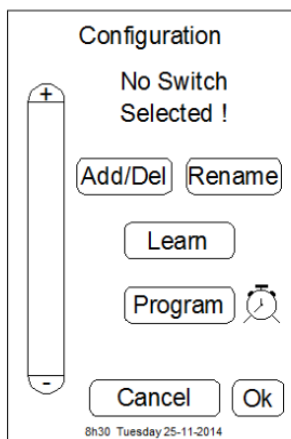 Configuration
+
No Switch
Selected !
Add/Del Rename
Learn
Program
-
Cancel Ok
8h30 Tuesday 25-11-2014